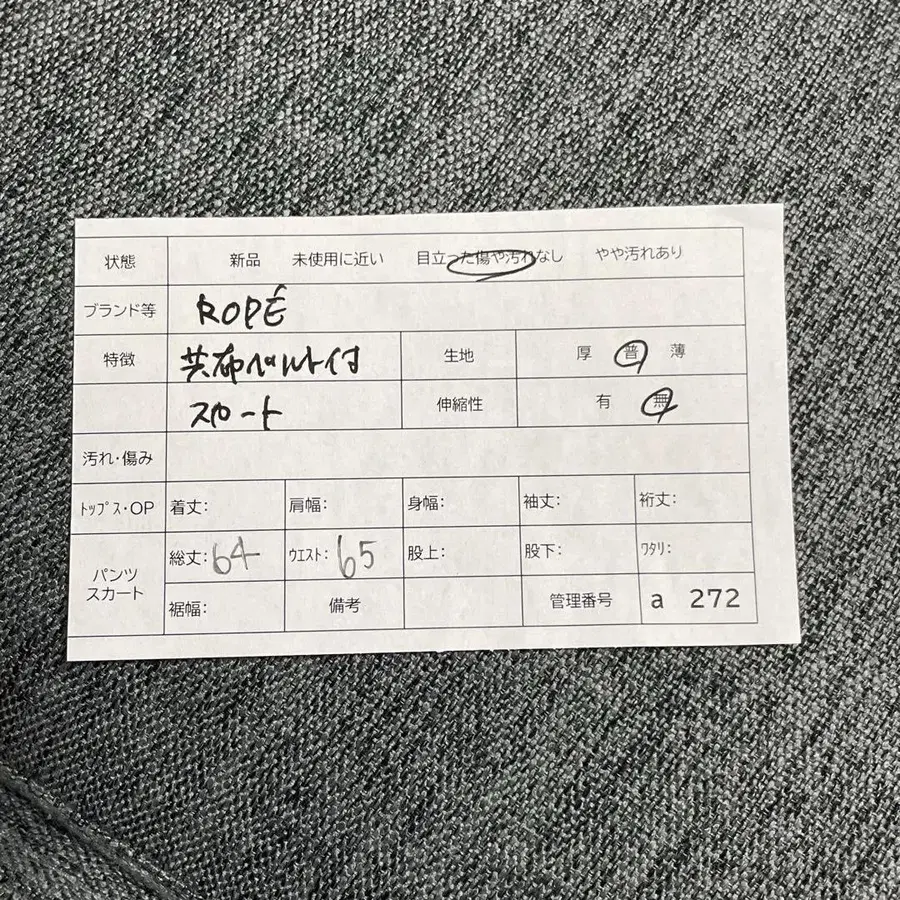 状態 新品 未使用に近い 目立った傷や汚れなし やや汚れあり
ブランド等 ROPÉ
特徴 共布ベルト付 生地 厚 普 薄
スカート 伸縮性 有 無
汚れ・傷み
トップス・OP 着丈: 肩幅: 身幅: 袖丈: 裄丈:
パンツ スカート 総丈: 64 ウエスト: 65 股上: 股下: ワタリ:
裾幅: 備考 管理番号 a 272